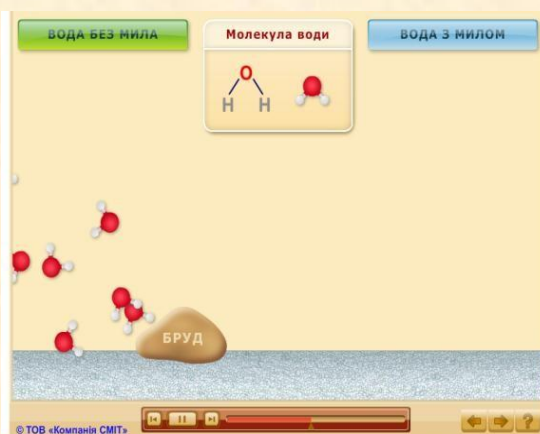 ВОДА БЕЗ МИЛА
Молекула води
ВОДА З МИЛОМ
O
H H
БРУД
© ТОВ «Компанія СМІТ»
?